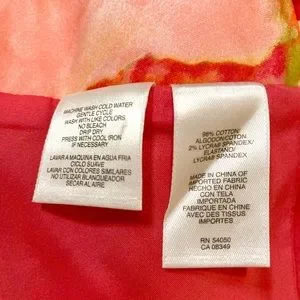 MACHINE WASH COLD WATER
GENTLE CYCLE
WASH WITH LIKE COLORS
NO BLEACH
DRIP DRY
PRESS WITH COOL IRON
IF NECESSARY
LAVAR A MAQUINA EN AGUA FRIA
CICLO SUAVE
LAVAR CON COLORES SIMILARES
NO UTILIZAR BLANQUEADOR
SECAR AL AIRE
98% COTTON/
ALGODON/COTON
2% LYCRA® SPANDEX/
ELASTANO/
LYCRA® SPANDEX
MADE IN CHINA OF
IMPORTED FABRIC
HECHO EN CHINA
CON TELA
IMPORTADA
FABRIQUE EN CHINE
AVEC DES TISSUS
IMPORTES
RN 54050
CA 08349